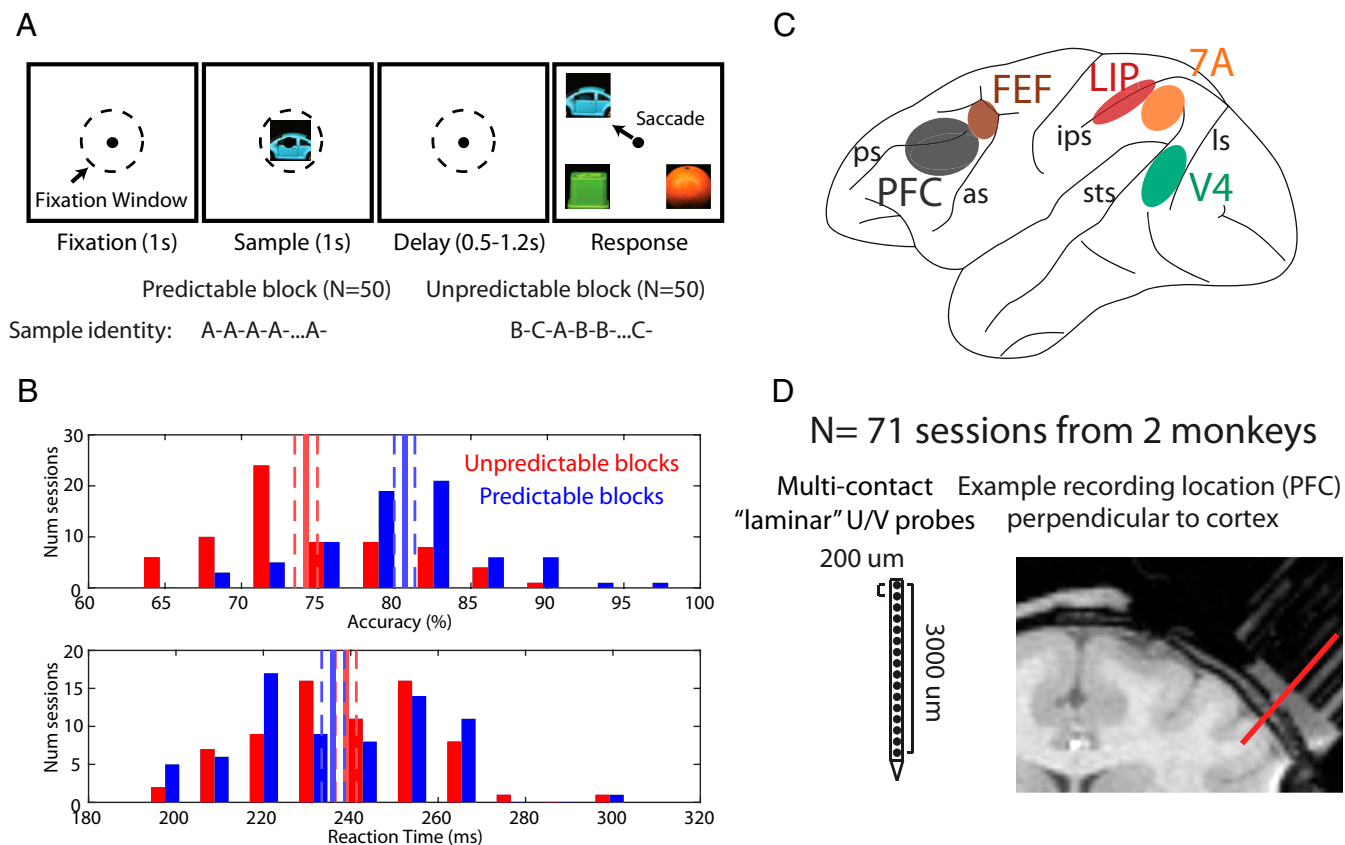 A
Fixation Window
Saccade
Fixation (1s)
Sample (1s)
Delay (0.5-1.2s)
Response
Predictable block (N=50)
Unpredictable block (N=50)
Sample identity:
A-A-A-A-...A-
B-C-A-B-B-...C-
B
30
20
10
0
Num sessions
Unpredictable blocks
Predictable blocks
60 65 70 75 80 85 90 95 100
Accuracy (%)
20
15
10
5
0
Num sessions
180 200 220 240 260 280 300 320
Reaction Time (ms)
C
7A
LIP
FEF
ps
ips
ls
PFC
as
sts
V4
D
N= 71 sessions from 2 monkeys
Multi-contact
“laminar” U/V probes
Example recording location (PFC)
perpendicular to cortex
200 um
3000 um